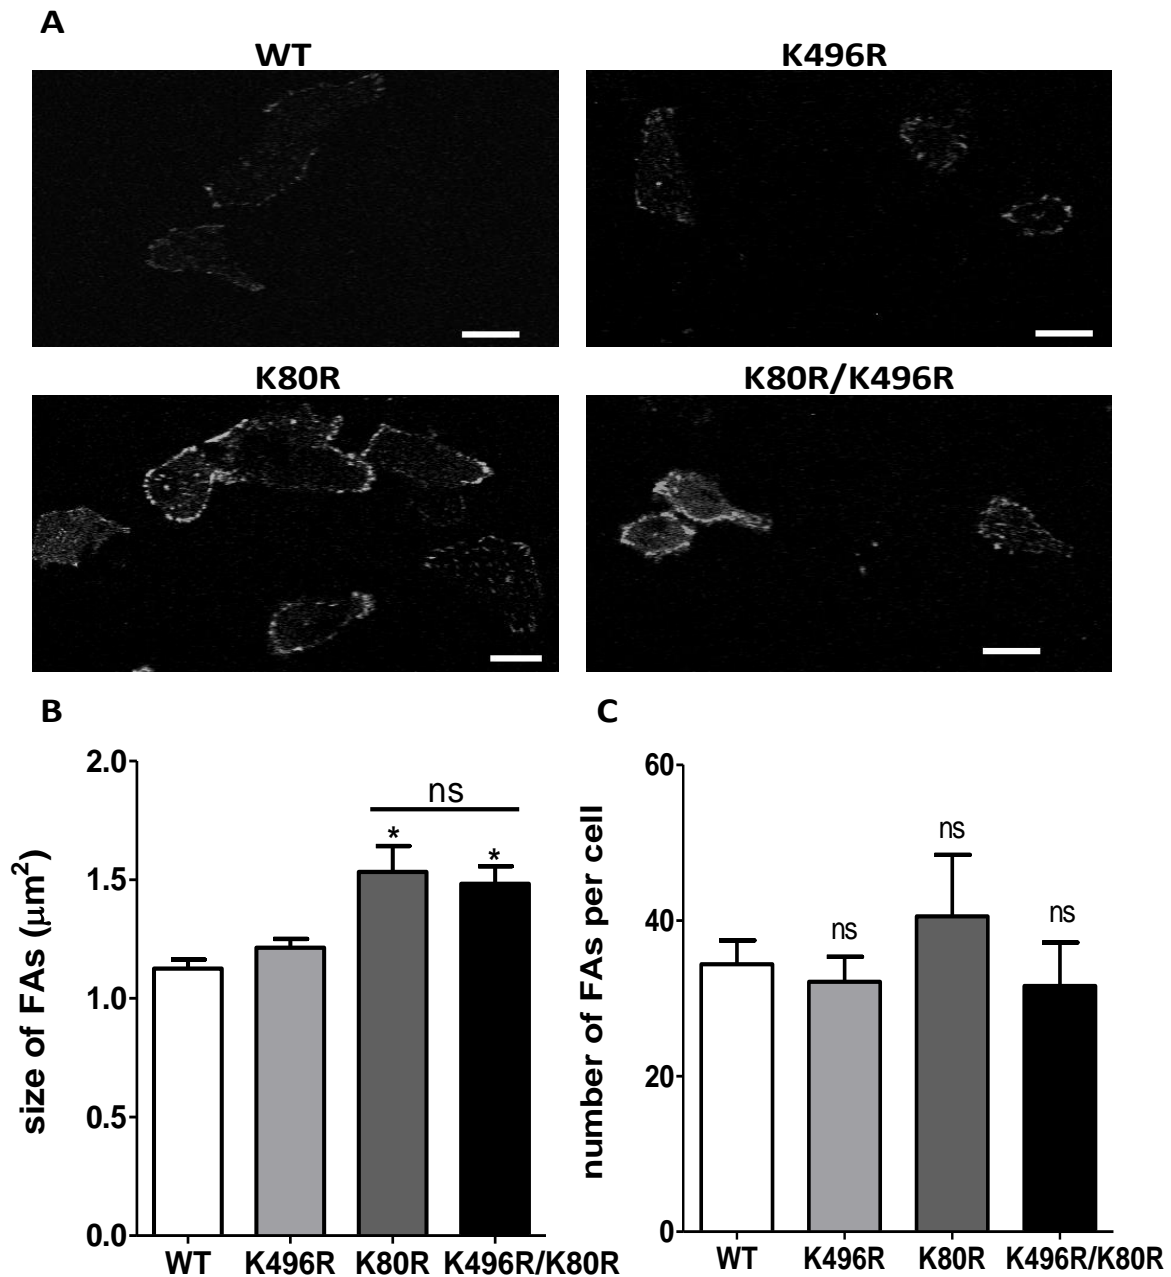 A
WT
K496R
K80R
K80R/K496R
B
size of FAs (μm²)
2.0
1.5
1.0
0.5
0.0
ns
*
*
WT
K496R
K80R
K496R/K80R
C
number of FAs per cell
60
40
20
0
ns
ns
ns
WT
K496R
K80R
K496R/K80R